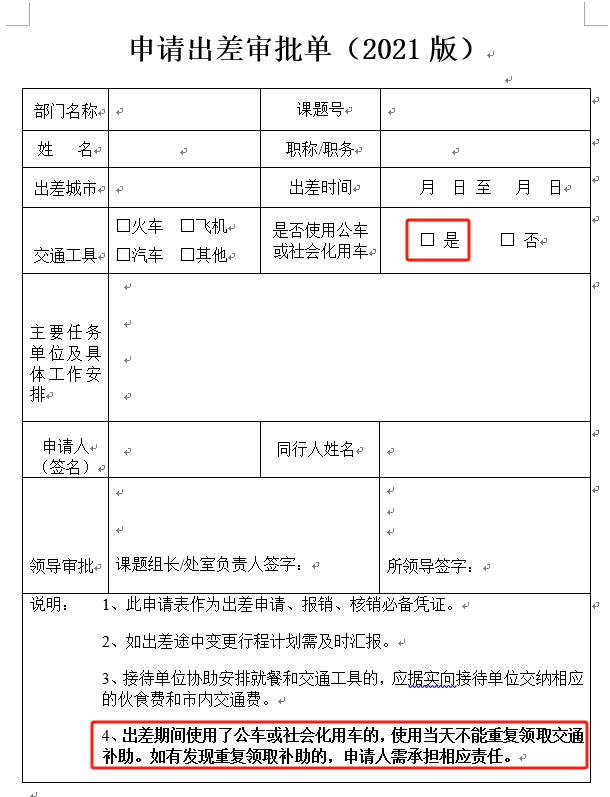 申请出差审批单（2021 版）
部门名称 课题号
姓 名 职称/职务
出差城市 出差时间 月 日 至 月 日
交通工具 □火车 □飞机 是否使用公车 □ 是 □ 否
□汽车 □其他 或社会化用车
主要任务
单位及具
体工作安
排
申请人 同行人姓名
（签名）
领导审批 课题组长/处室负责人签字： 所领导签字：
说明： 1、此申请表作为出差申请、报销、核销必备凭证。
2、如出差途中变更行程计划需及时汇报。
3、接待单位协助安排就餐和交通工具的，应据实向接待单位交纳相应
的伙食费和市内交通费。
4、出差期间使用了公车或社会化用车的，使用当天不能重复领取交通
补助。如有发现重复领取补助的，申请人需承担相应责任。